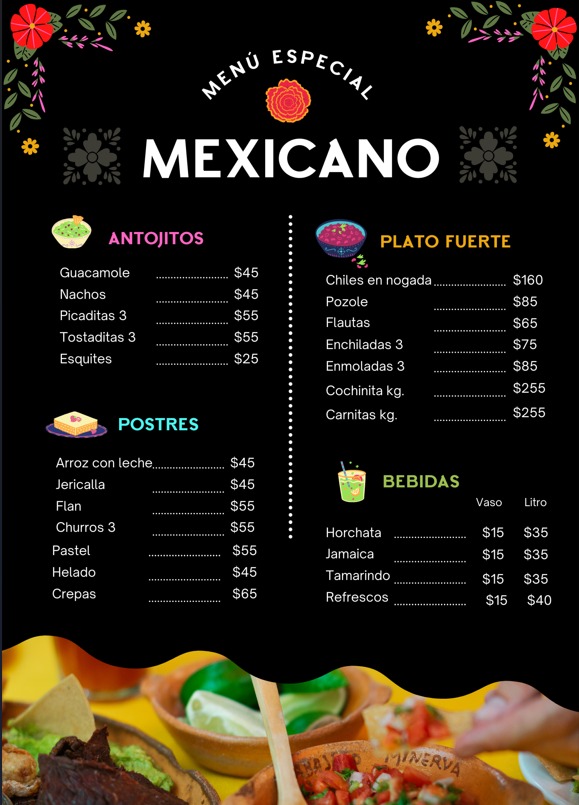 MENÚ ESPECIAL
MEXICANO
ANTOJITOS
Guacamole ........................ $45
Nachos ........................ $45
Picaditas 3 ........................ $55
Tostaditas 3 ........................ $55
Esquites ........................ $25
POSTRES
Arroz con leche........................ $45
Jericalla ........................ $45
Flan ........................ $55
Churros 3 ........................ $55
Pastel ........................ $55
Helado ........................ $45
Crepas ........................ $65
PLATO FUERTE
Chiles en nogada........................ $160
Pozole ........................ $85
Flautas ........................ $65
Enchiladas 3 ........................ $75
Enmoladas 3 ........................ $85
Cochinita kg. ........................ $255
Carnitas kg. ........................ $255
BEBIDAS
Vaso Litro
Horchata ........................ $15 $35
Jamaica ........................ $15 $35
Tamarindo ........................ $15 $35
Refrescos ........................ $15 $40
MINERVA